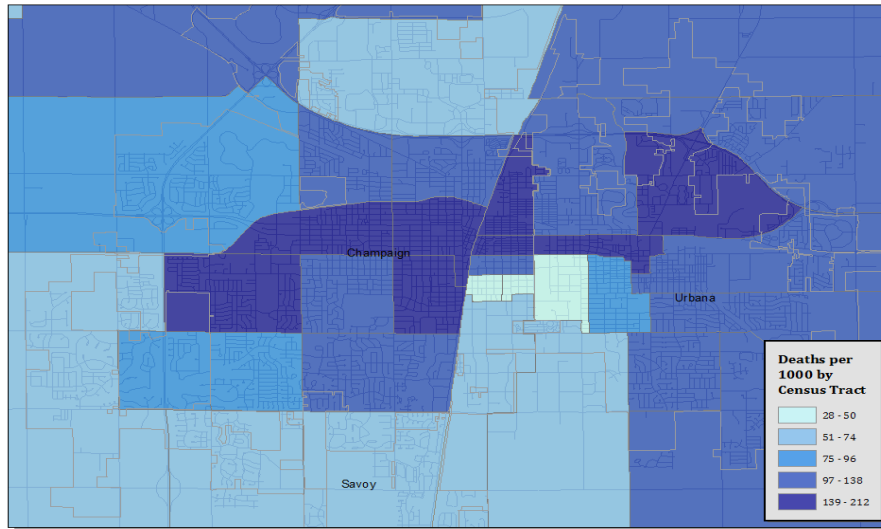 Champaign
Urbana
Savoy
Deaths per
1000 by
Census Tract
28 - 50
51 - 74
75 - 96
97 - 138
139 - 212